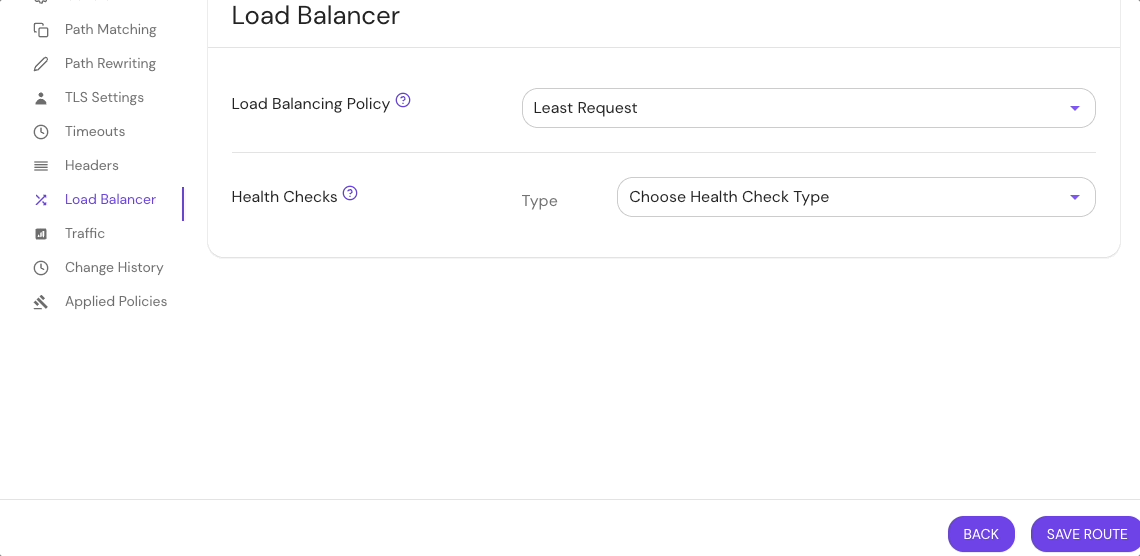 Load Balancer
Path Matching
Path Rewriting
TLS Settings
Timeouts
Headers
Load Balancer
Traffic
Change History
Applied Policies
Load Balancing Policy
Least Request
Health Checks
Type
Choose Health Check Type
BACK
SAVE ROUTE